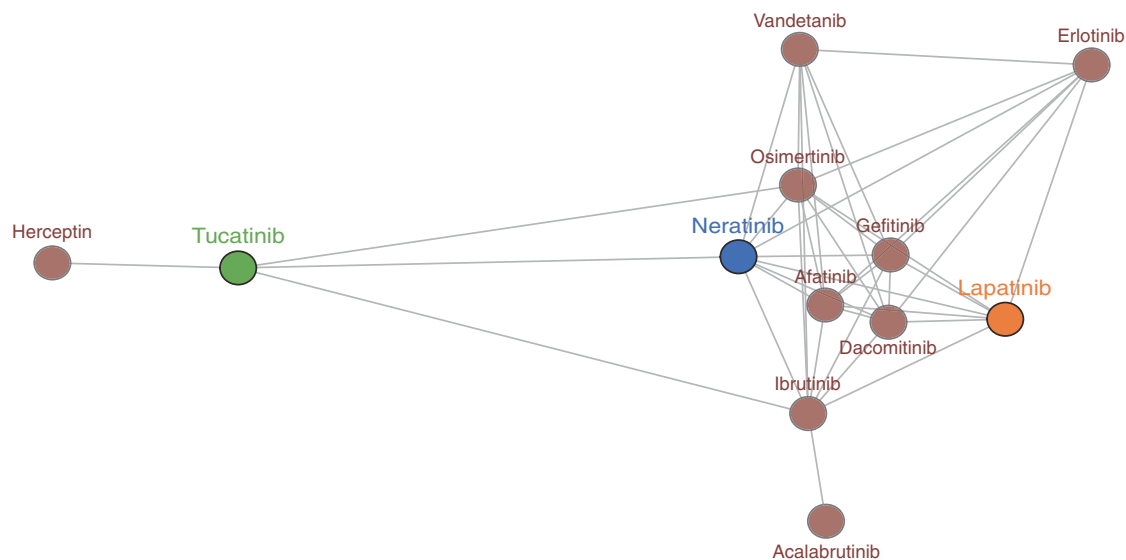 Vandetanib
Erlotinib
Osimertinib
Herceptin
Tucatinib
Neratinib
Gefitinib
Afatinib
Lapatinib
Dacomitinib
Ibrutinib
Acalabrutinib